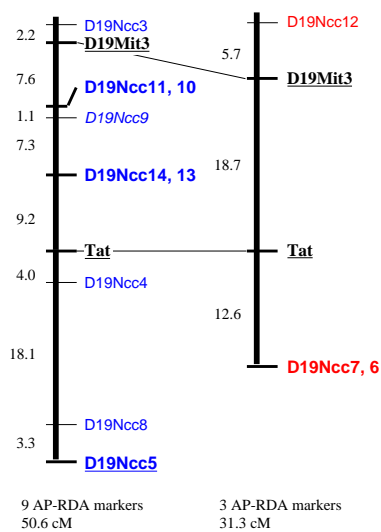 D19Ncc3
2.2
D19Mit3
7.6
D19Ncc11, 10
1.1
D19Ncc9
7.3
D19Ncc14, 13
9.2
Tat
4.0
D19Ncc4
18.1
D19Ncc8
3.3
D19Ncc5
9 AP-RDA markers
50.6 cM
D19Ncc12
5.7
D19Mit3
18.7
Tat
12.6
D19Ncc7, 6
3 AP-RDA markers
31.3 cM